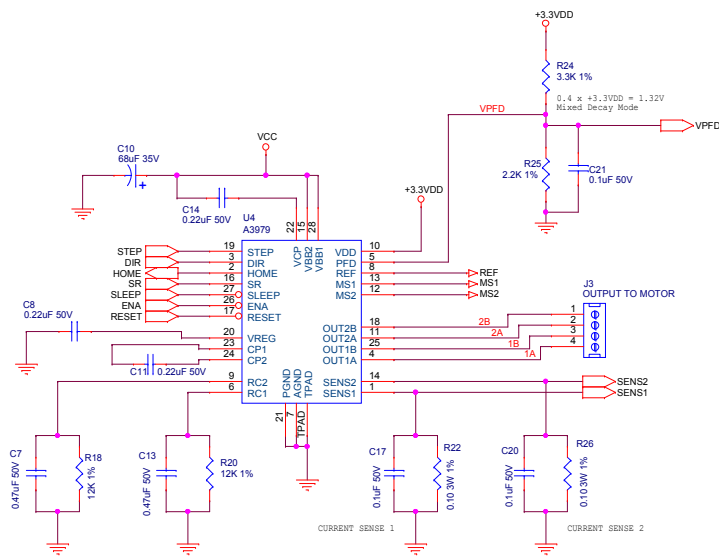 +3.3VDD
R24
3.3K 1%
0.4 x +3.3VDD = 1.32V
Mixed Decay Mode
VPFD
VPFD
R25
2.2K 1%
C21
0.1uF 50V
C10
68uF 35V
+
VCC
C14
0.22uF 50V
+3.3VDD
U4
A3979
22
15
28
VCP
VBB2
VBB1
STEP
19
STEP
DIR
3
DIR
HOME
2
HOME
SR
16
SR
SLEEP
27
SLEEP
ENA
26
ENA
RESET
17
RESET
VDD
10
PFD
5
REF
8
REF
MS1
13
MS1
MS2
12
MS2
C8
0.22uF 50V
20
VREG
23
CP1
24
CP2
C11
0.22uF 50V
9
RC2
6
RC1
OUT2B
18
2B
OUT2A
11
2A
OUT1B
25
1B
OUT1A
4
1A
J3
OUTPUT TO MOTOR
1
2
3
4
SENS2
14
SENS2
SENS1
1
SENS1
PGND
AGND
TPAD
21
7
TPAD
C7
0.47uF 50V
R18
12K 1%
C13
0.47uF 50V
R20
12K 1%
C17
0.1uF 50V
R22
0.10 3W 1%
C20
0.1uF 50V
R26
0.10 3W 1%
CURRENT SENSE 1
CURRENT SENSE 2